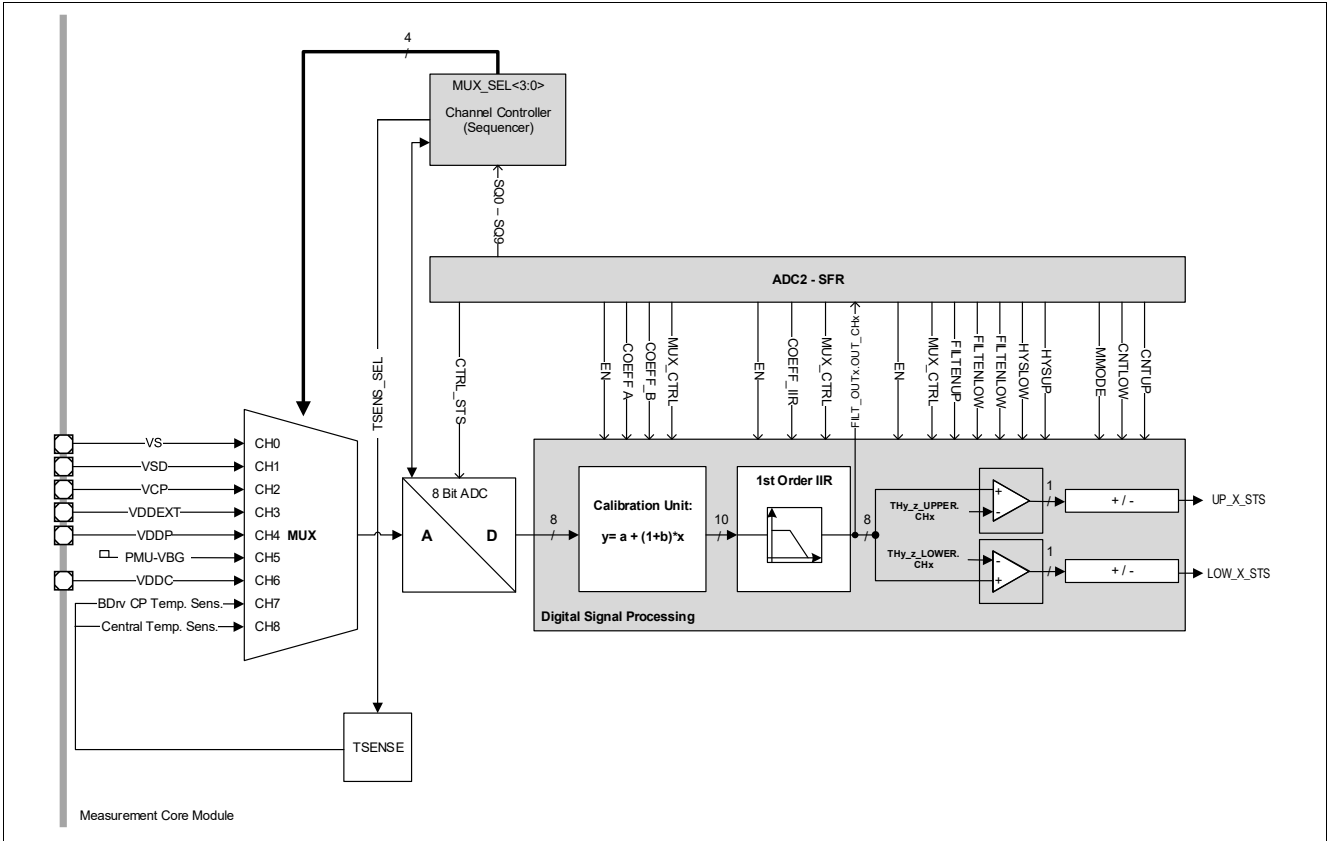 4
MUX_SEL<3:0>
Channel Controller
(Sequencer)
SQ0 – SQ9
TSENS_SEL
ADC2 - SFR
CTRL_STS
EN
COEFF A
COEFF_B
MUX_CTRL
EN
COEFF_IIR
MUX_CTRL
FILT_OUTx.OUT_CHx
EN
MUX_CTRL
FILTENUP
FILTENLOW
FILTENLOW
HYSLOW
HYSUP
MMODE
CNTLOW
CNTUP
VS CH0
VSD CH1
VCP CH2
VDDEXT CH3
VDDP CH4 MUX
PMU-VBG CH5
VDDC CH6
BDrv CP Temp. Sens. CH7
Central Temp. Sens. CH8
8 Bit ADC
A
D
8
Calibration Unit:
y= a + (1+b)*x
10
1st Order IIR
8
THy_z_UPPER.
CHx
+
-
1
+ / -
UP_X_STS
THy_z_LOWER.
CHx
-
+
1
+ / -
LOW_X_STS
Digital Signal Processing
TSENSE
Measurement Core Module